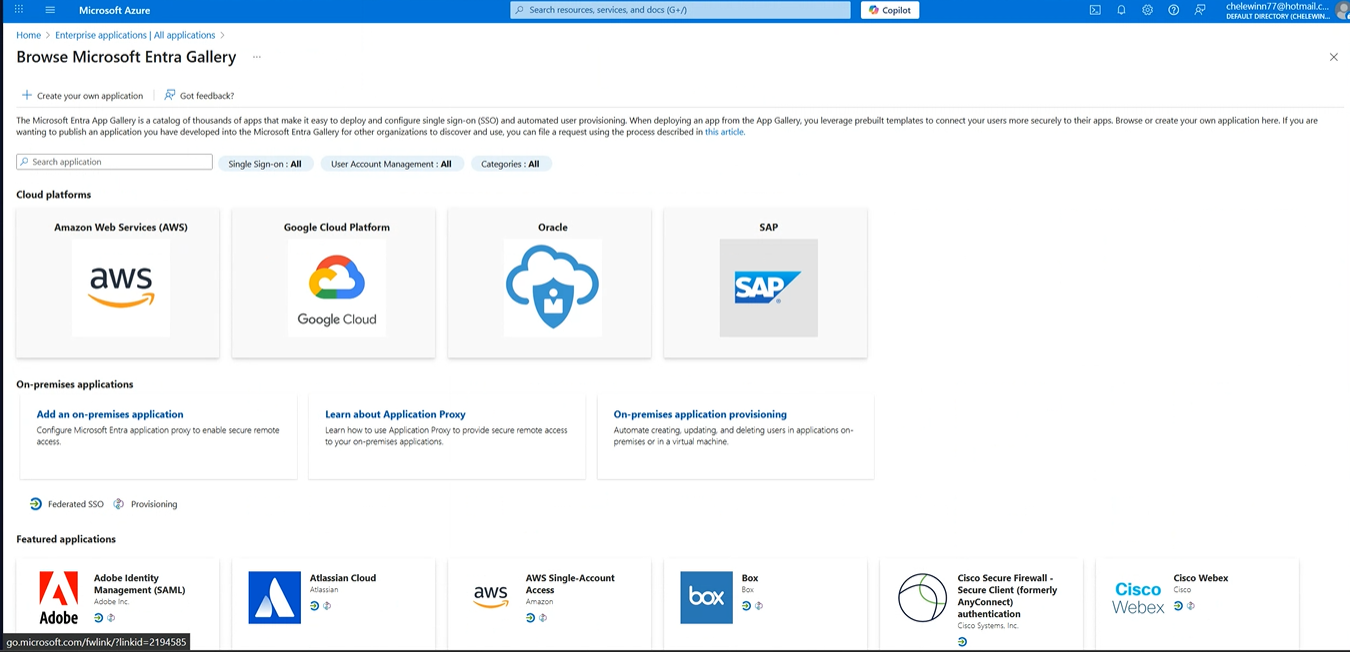 Microsoft Azure
Search resources, services, and docs (G+/)
Copilot
chelewinn77@hotmail.c...
DEFAULT DIRECTORY (CHELEWIN...
Home > Enterprise applications | All applications >
Browse Microsoft Entra Gallery ...
Create your own application
Got feedback?
The Microsoft Entra App Gallery is a catalog of thousands of apps that make it easy to deploy and configure single sign-on (SSO) and automated user provisioning. When deploying an app from the App Gallery, you leverage prebuilt templates to connect your users more securely to their apps. Browse or create your own application here. If you are
wanting to publish an application you have developed into the Microsoft Entra Gallery for other organizations to discover and use, you can file a request using the process described in this article.
Search application
Single Sign-on : All
User Account Management : All
Categories : All
Cloud platforms
Amazon Web Services (AWS)
aws
Google Cloud Platform
Google Cloud
Oracle
SAP
SAP
On-premises applications
Add an on-premises application
Configure Microsoft Entra application proxy to enable secure remote
access.
Learn about Application Proxy
Learn how to use Application Proxy to provide secure remote access
to your on-premises applications.
On-premises application provisioning
Automate creating, updating, and deleting users in applications on-
premises or in a virtual machine.
Federated SSO
Provisioning
Featured applications
Adobe
Adobe Identity
Management (SAML)
Adobe Inc.
Atlassian Cloud
Atlassian
aws
AWS Single-Account
Access
Amazon
box
Box
Box
Cisco Secure Firewall -
Secure Client (formerly
AnyConnect)
authentication
Cisco Systems, Inc.
Cisco
Webex
Cisco Webex
Cisco
go.microsoft.com/fwlink/?linkid=2194585